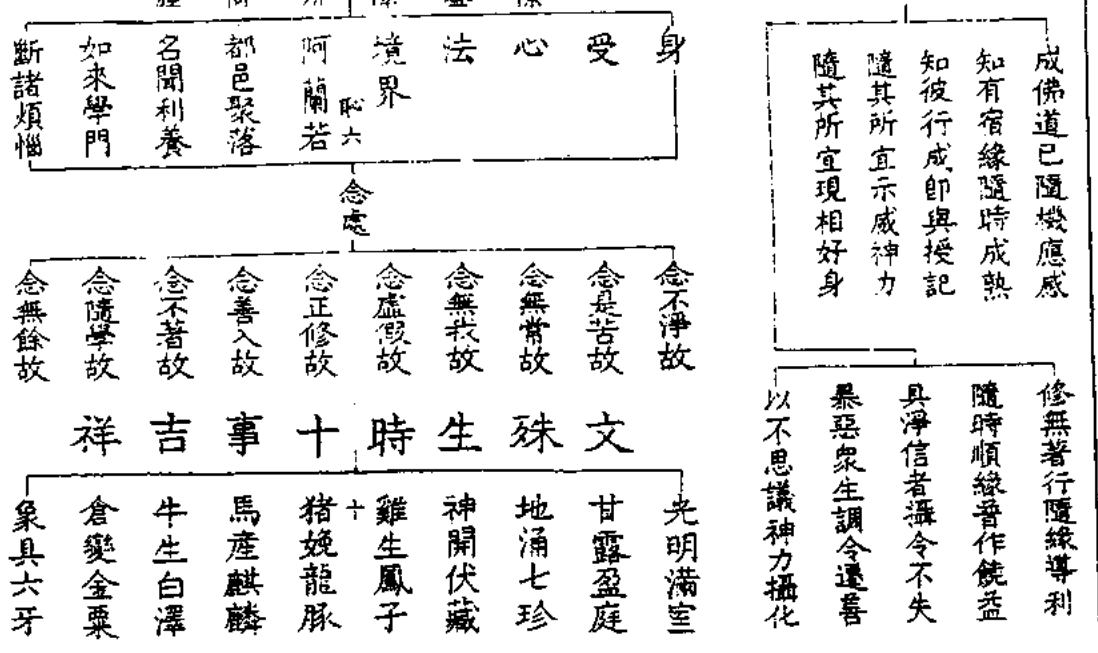 成佛道已隨機應感
知有宿緣隨時成熟
知彼行成即與授記
隨其所宜示威神力
隨其所宜現相好身
修無著行隨緣導利
隨時順緣普作饒益
具淨信者攝令不失
暴惡衆生調令遷善
以不思議神力攝化
身
受
心
法
境界
恥六
阿蘭若
都邑聚落
名聞利養
如來學門
斷諸煩惱
念處
念不淨故
念是苦故
念無常故
念無我故
念虛假故
念正修故
念善入故
念不著故
念隨學故
念無餘故
文殊生時十事吉祥
光明滿室
甘露盈庭
地涌七珍
神開伏藏
雞生鳳子
十
猪娩龍豚
馬產麒麟
牛生白澤
倉變金粟
象具六牙